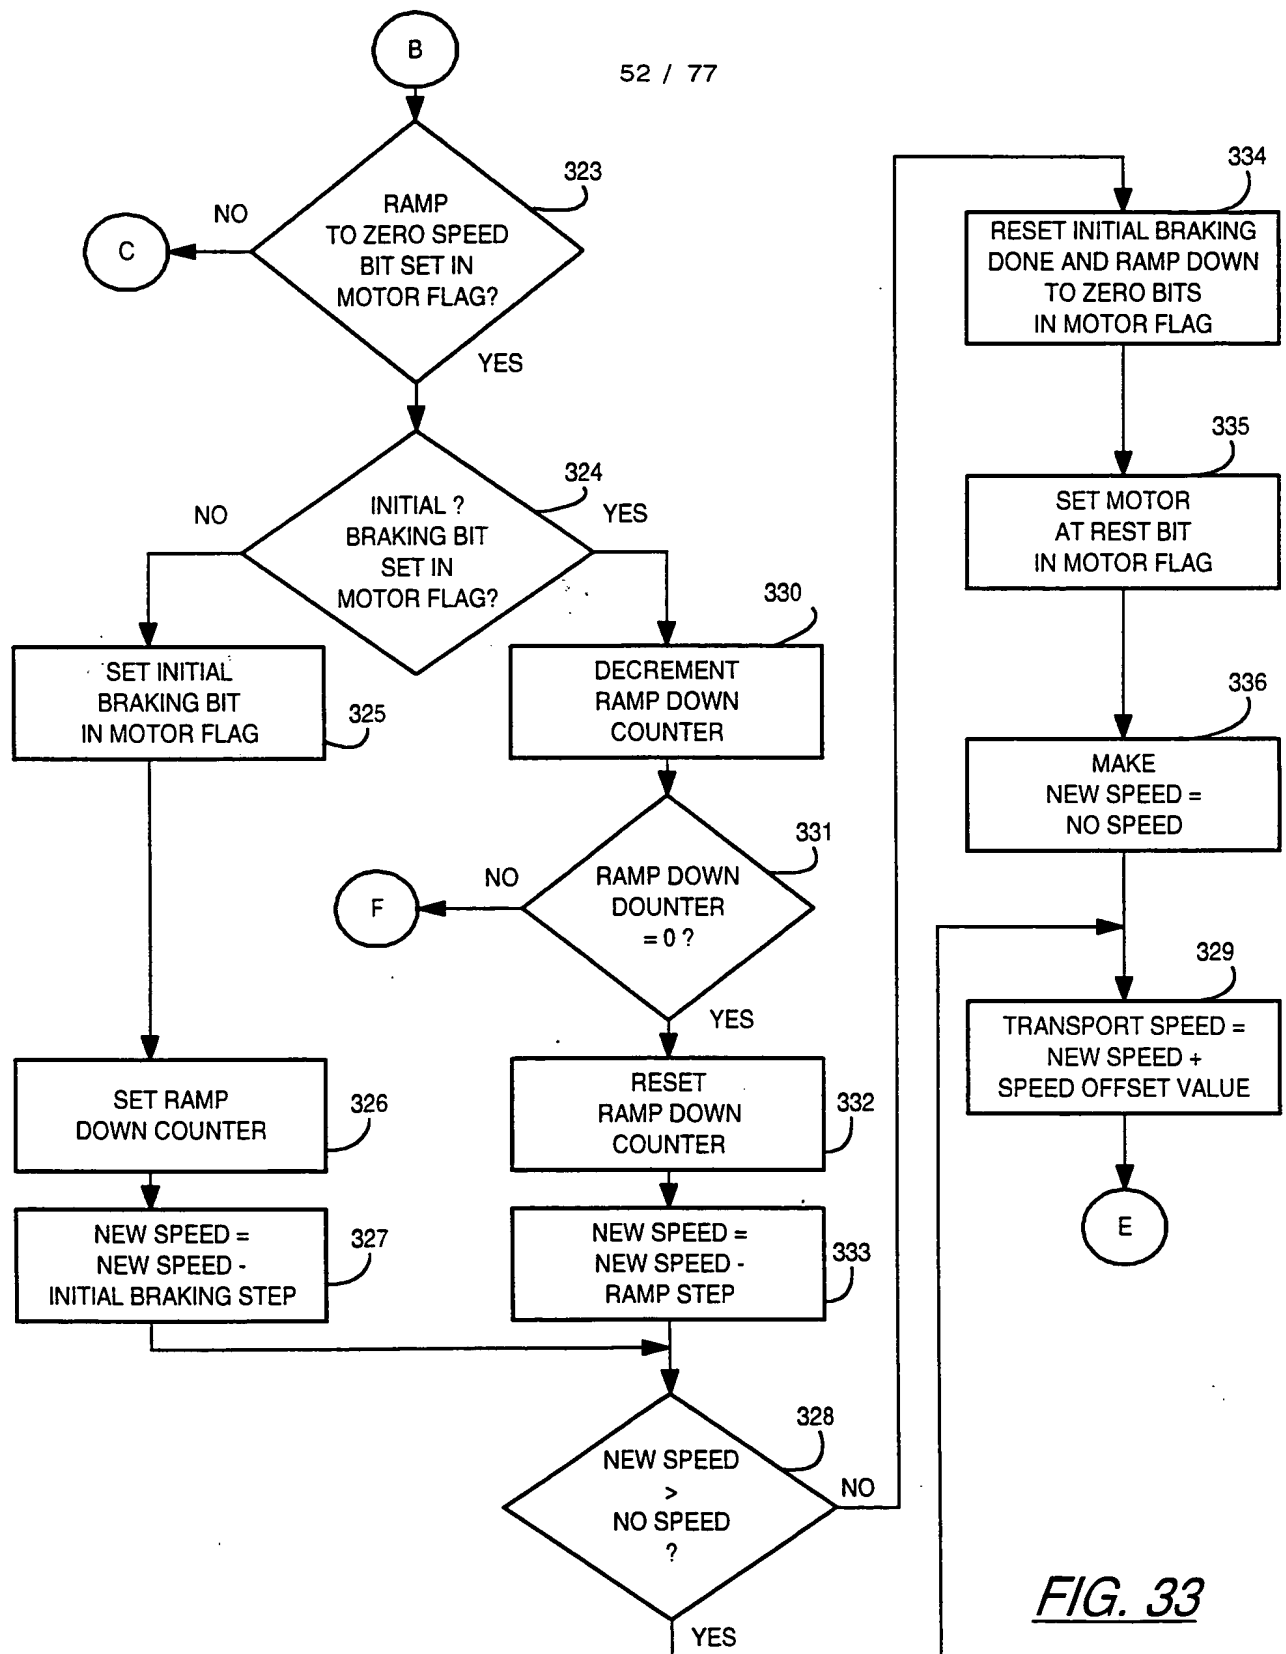 B
52 / 77
323
RAMP
TO ZERO SPEED
BIT SET IN
MOTOR FLAG?
NO
C
YES
324
INITIAL ?
BRAKING BIT
SET IN
MOTOR FLAG?
NO
YES
SET INITIAL
BRAKING BIT
IN MOTOR FLAG
325
330
DECREMENT
RAMP DOWN
COUNTER
331
RAMP DOWN
DOUNTER
= 0 ?
NO
F
YES
SET RAMP
DOWN COUNTER
326
RESET
RAMP DOWN
COUNTER
332
NEW SPEED =
NEW SPEED -
INITIAL BRAKING STEP
327
NEW SPEED =
NEW SPEED -
RAMP STEP
333
328
NEW SPEED
>
NO SPEED
?
NO
YES
334
RESET INITIAL BRAKING
DONE AND RAMP DOWN
TO ZERO BITS
IN MOTOR FLAG
335
SET MOTOR
AT REST BIT
IN MOTOR FLAG
336
MAKE
NEW SPEED =
NO SPEED
329
TRANSPORT SPEED =
NEW SPEED +
SPEED OFFSET VALUE
E
FIG. 33